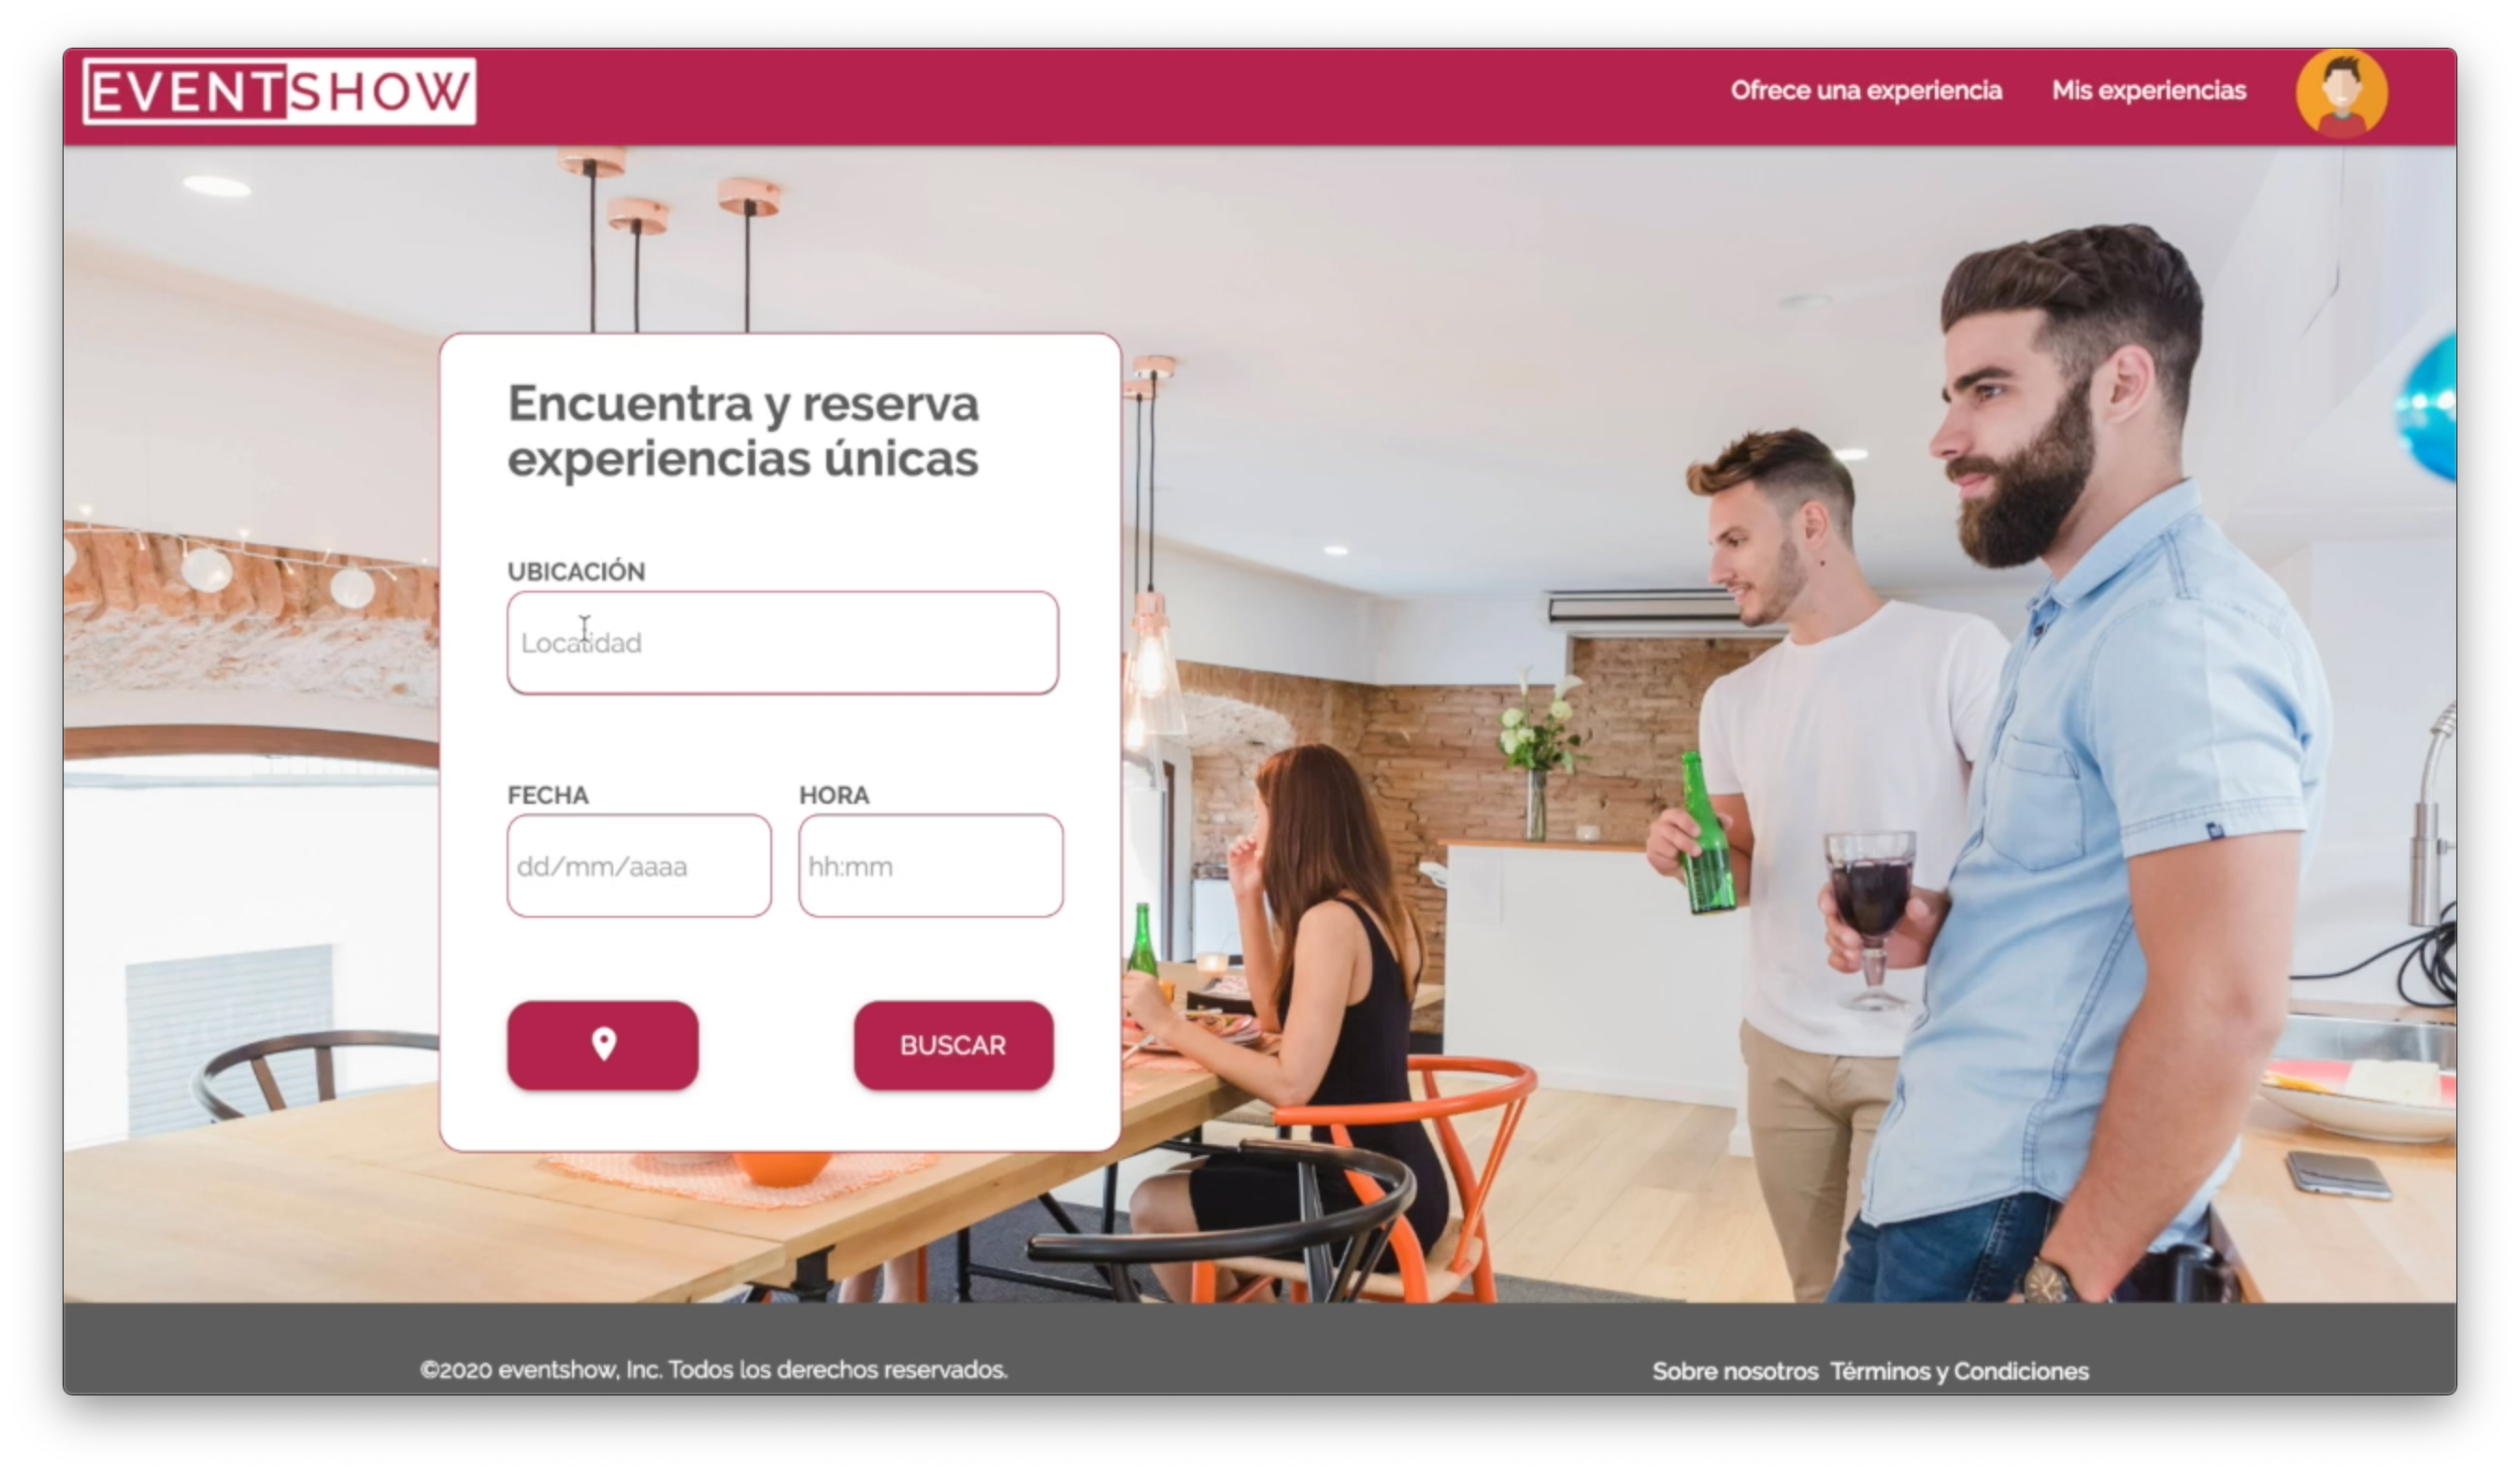 EVENTSHOW
Ofrece una experiencia
Mis experiencias
Encuentra y reserva
experiencias únicas
UBICACIÓN
Localidad
FECHA
HORA
dd/mm/aaaa
hh:mm
BUSCAR
©2020 eventshow, Inc. Todos los derechos reservados.
Sobre nosotros Términos y Condiciones